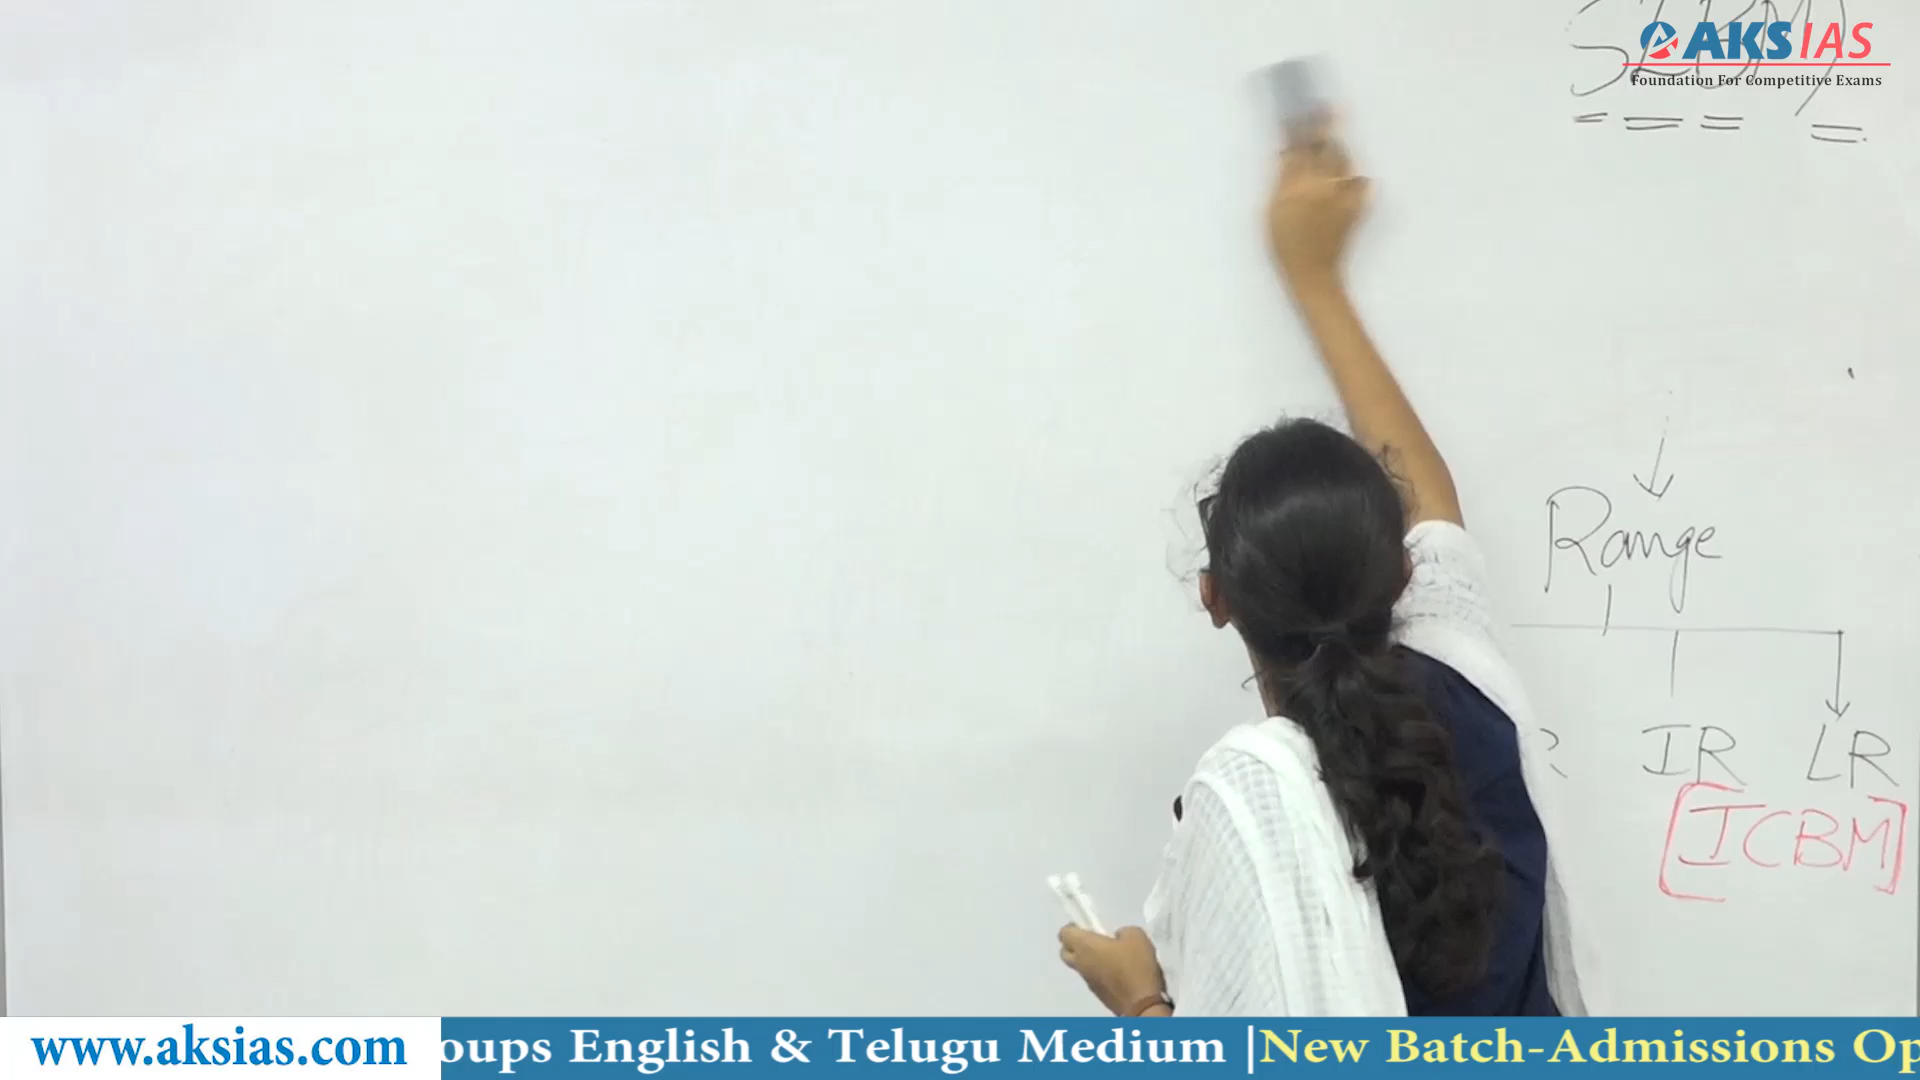 SLBM)
AKS IAS
Foundation For Competitive Exams
Range
R IR LR
[ICBM]
www.aksias.com
oups English & Telugu Medium |New Batch-Admissions Op